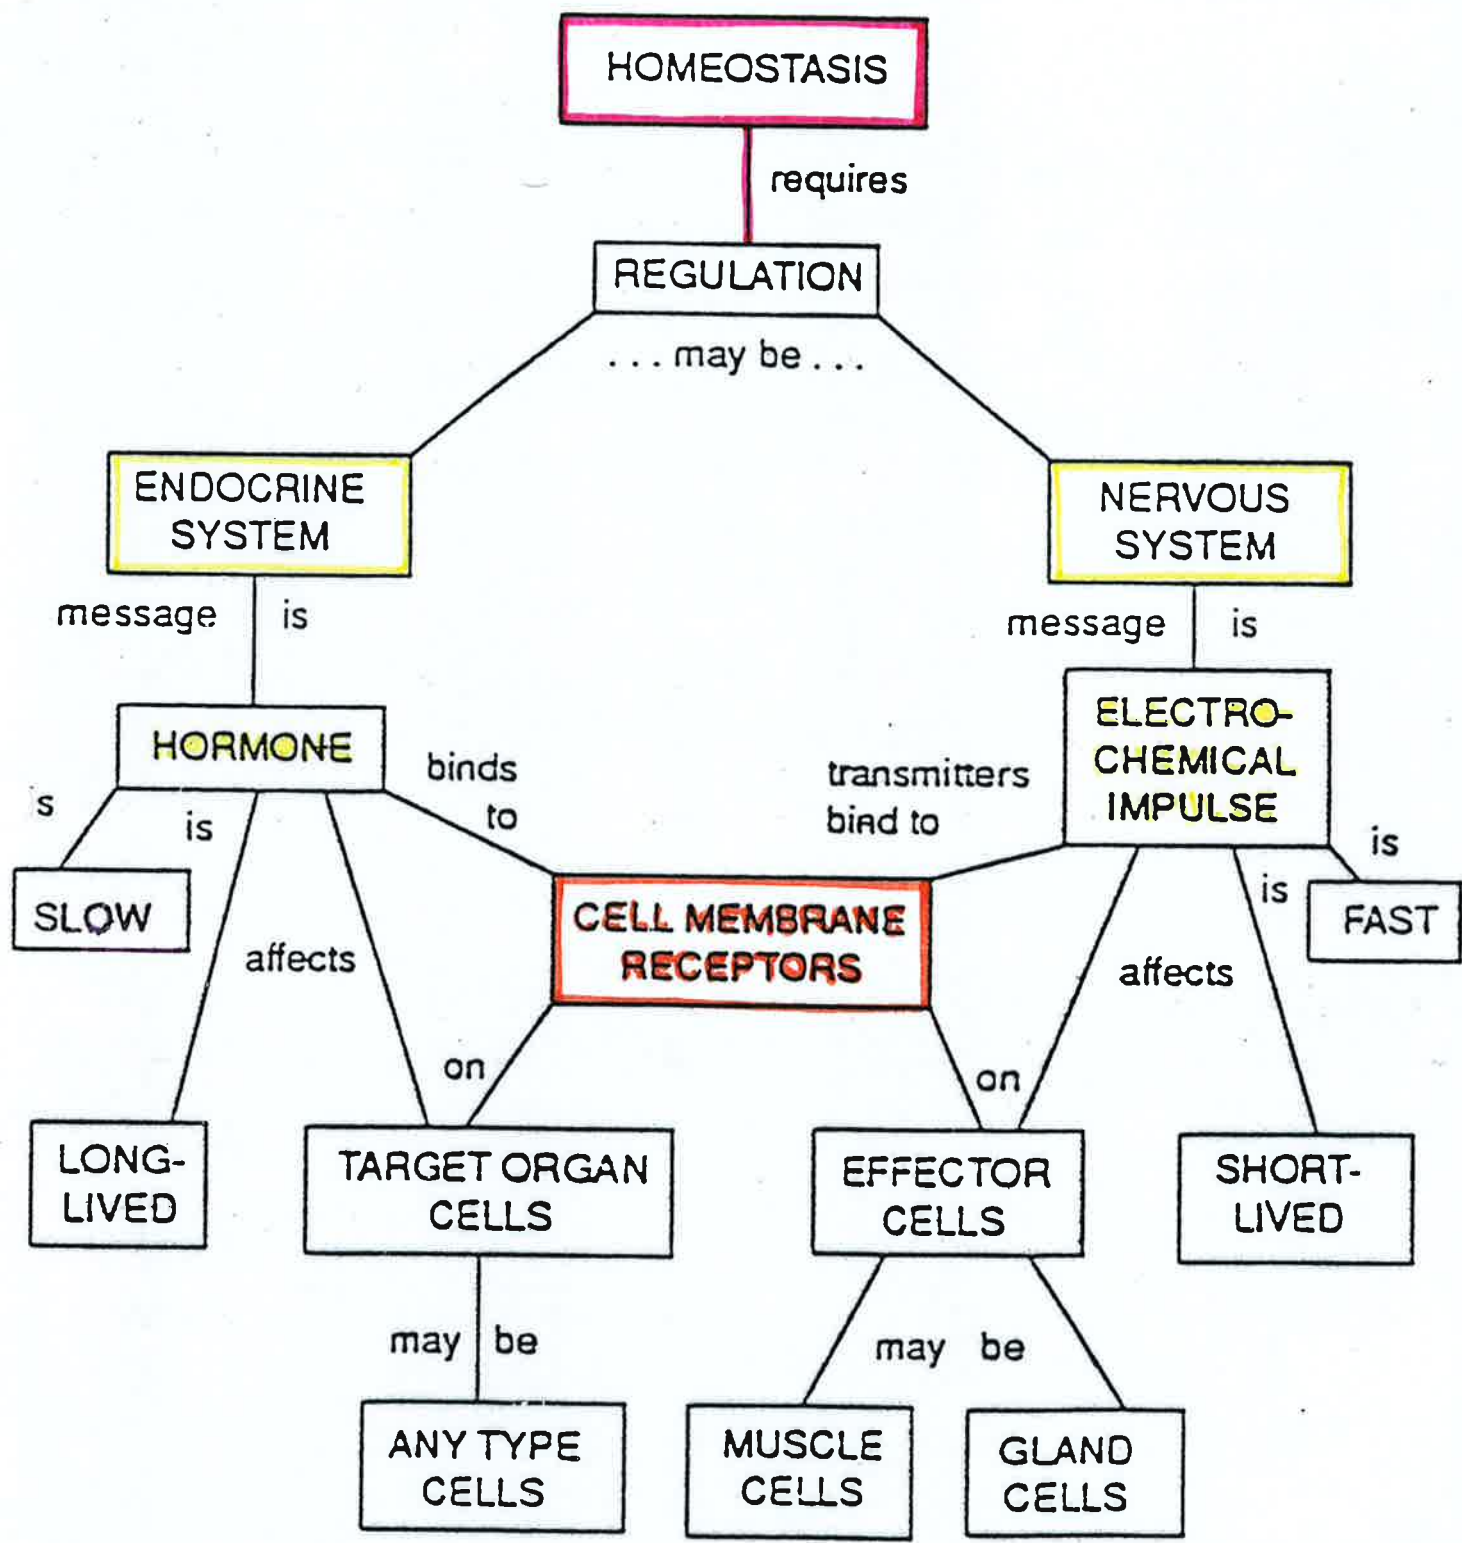 HOMEOSTASIS
requires
REGULATION
... may be ...
ENDOCRINE
SYSTEM
NERVOUS
SYSTEM
message is
message is
HORMONE
ELECTRO-
CHEMICAL
IMPULSE
binds
to
transmitters
bind to
s
is
is
is
SLOW
FAST
CELL MEMBRANE
RECEPTORS
affects
affects
on
on
LONG-
LIVED
TARGET ORGAN
CELLS
EFFECTOR
CELLS
SHORT-
LIVED
may be
may be
ANY TYPE
CELLS
MUSCLE
CELLS
GLAND
CELLS